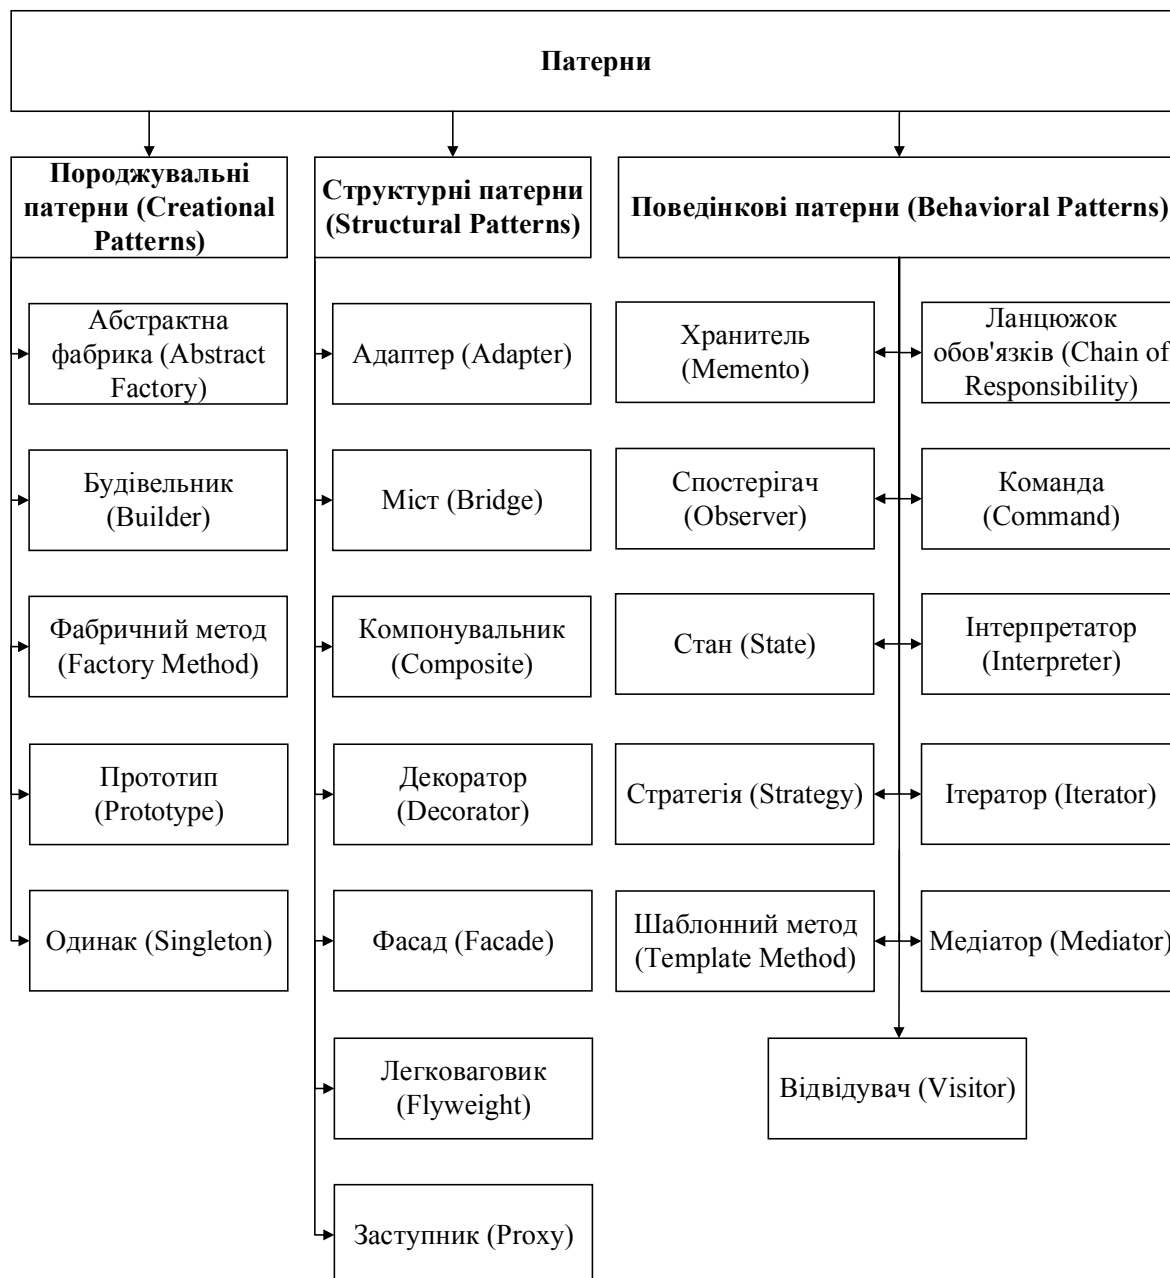 Патерни
Породжувальні
патерни (Creational
Patterns)
Структурні патерни
(Structural Patterns)
Поведінкові патерни (Behavioral Patterns)
Абстрактна
фабрика (Abstract
Factory)
Адаптер (Adapter)
Хранитель
(Memento)
Ланцюжок
обов'язків (Chain of
Responsibility)
Будівельник
(Builder)
Міст (Bridge)
Спостерігач
(Observer)
Команда
(Command)
Фабричний метод
(Factory Method)
Компонувальник
(Composite)
Стан (State)
Інтерпретатор
(Interpreter)
Прототип
(Prototype)
Декоратор
(Decorator)
Стратегія (Strategy)
Ітератор (Iterator)
Одинак (Singleton)
Фасад (Facade)
Шаблонний метод
(Template Method)
Медіатор (Mediator)
Легковаговик
(Flyweight)
Відвідувач (Visitor)
Заступник (Proxy)